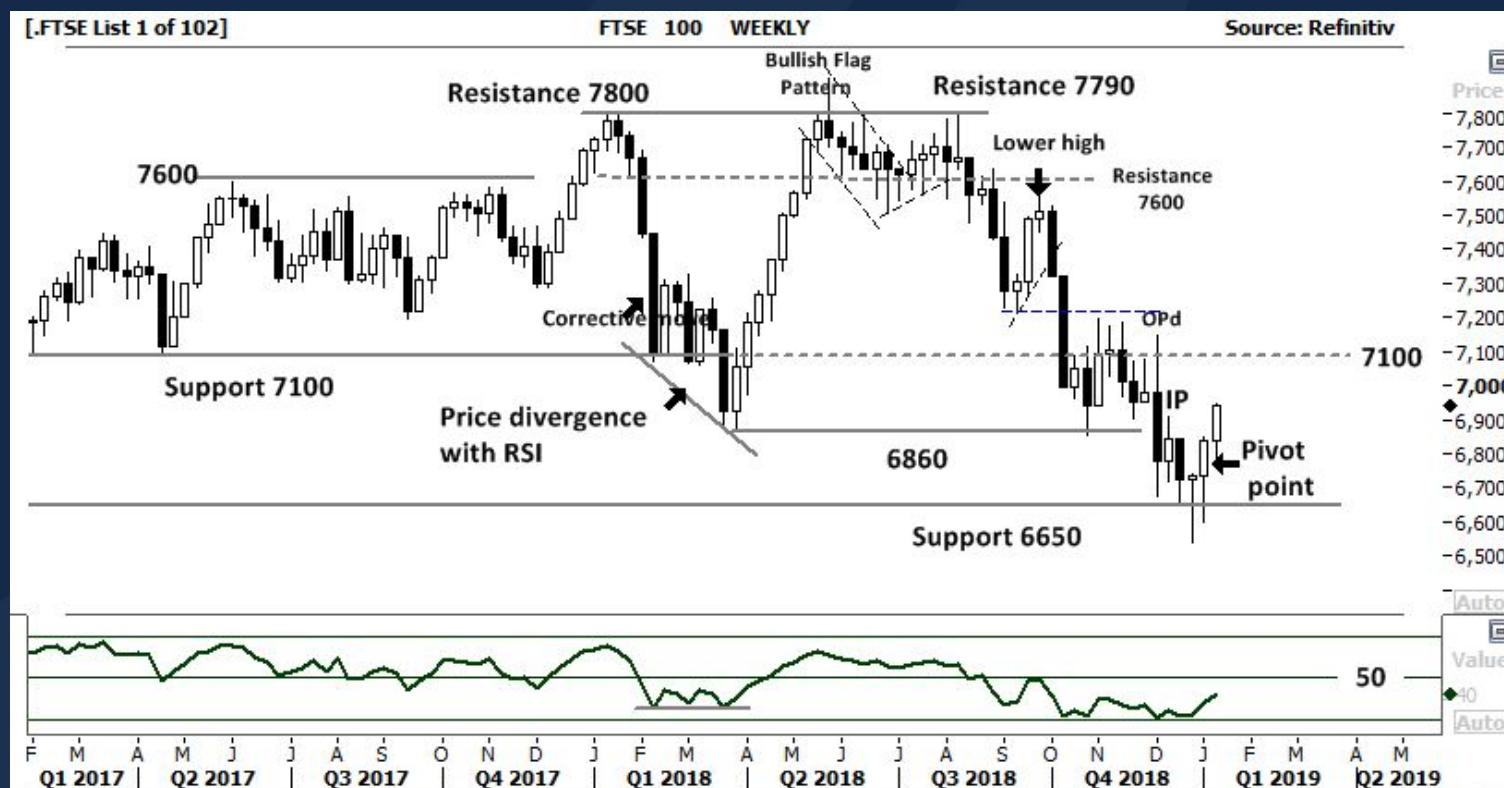 [.FTSE List 1 of 102] FTSE 100 WEEKLY Source: Refinitiv
Bullish Flag
Pattern
Resistance 7800
Resistance 7790
Price
7,800
7,700
7,600
7,500
7,400
7,300
7,200
7,100
7,000
6,900
6,800
6,700
6,600
6,500
Auto
Lower high
7600
Resistance
7600
Corrective move
OPd
7100
Support 7100
Price divergence
with RSI
IP
6860
Pivot
point
Support 6650
Value
50
40
Auto
F M A M J J A S O N D J F M A M J J A S O N D J F M A M
Q1 2017 Q2 2017 Q3 2017 Q4 2017 Q1 2018 Q2 2018 Q3 2018 Q4 2018 Q1 2019 Q2 2019